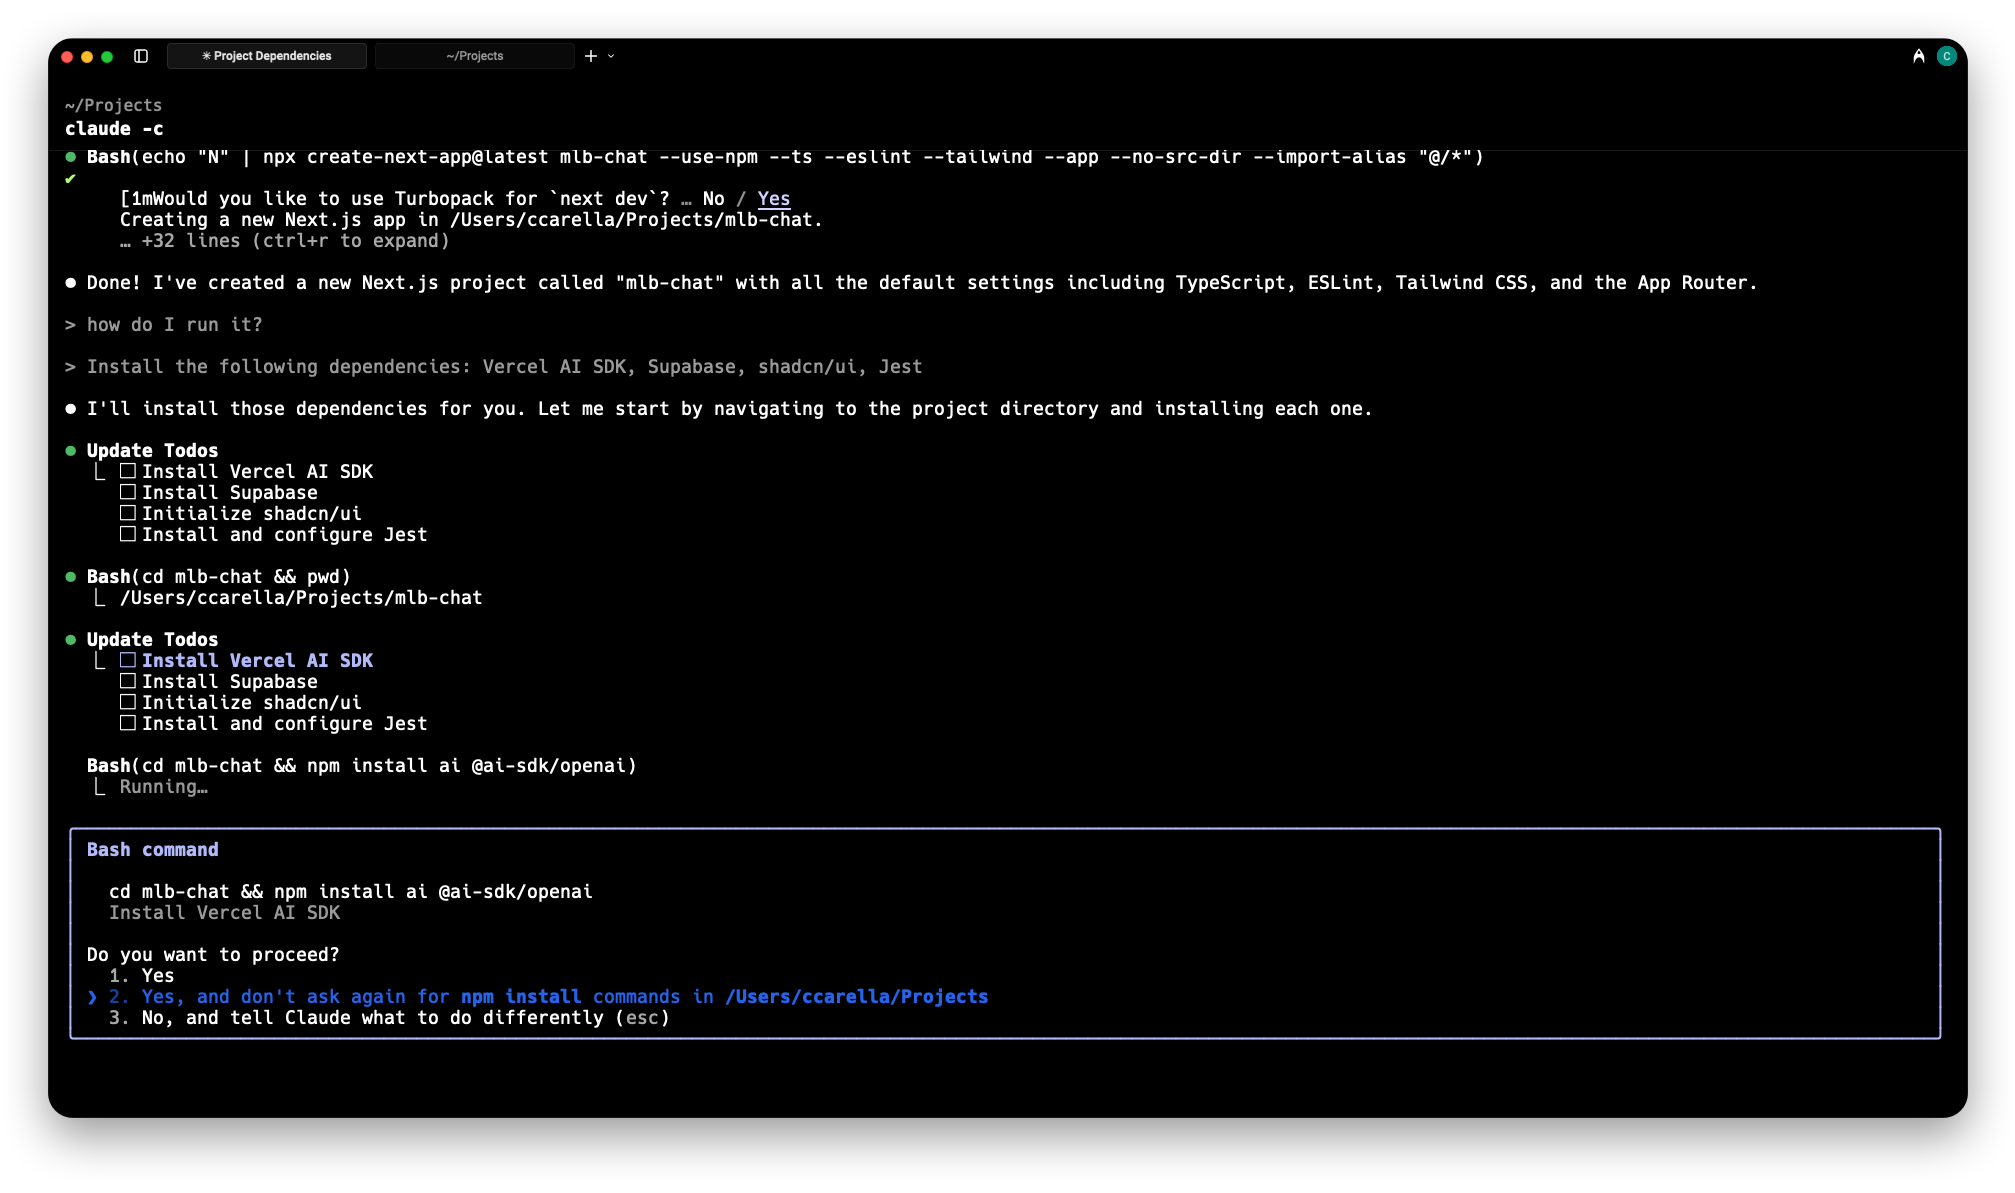 ✳ Project Dependencies
~/Projects
C
~/Projects
claude -c
● Bash(echo "N" | npx create-next-app@latest mlb-chat --use-npm --ts --eslint --tailwind --app --no-src-dir --import-alias "@/*")
✔
[1mWould you like to use Turbopack for `next dev`? … No / Yes
Creating a new Next.js app in /Users/ccarella/Projects/mlb-chat.
… +32 lines (ctrl+r to expand)
● Done! I've created a new Next.js project called "mlb-chat" with all the default settings including TypeScript, ESLint, Tailwind CSS, and the App Router.
> how do I run it?
> Install the following dependencies: Vercel AI SDK, Supabase, shadcn/ui, Jest
● I'll install those dependencies for you. Let me start by navigating to the project directory and installing each one.
● Update Todos
⎿ ☐ Install Vercel AI SDK
☐ Install Supabase
☐ Initialize shadcn/ui
☐ Install and configure Jest
● Bash(cd mlb-chat && pwd)
⎿ /Users/ccarella/Projects/mlb-chat
● Update Todos
⎿ ☐ Install Vercel AI SDK
☐ Install Supabase
☐ Initialize shadcn/ui
☐ Install and configure Jest
Bash(cd mlb-chat && npm install ai @ai-sdk/openai)
⎿ Running…
Bash command
cd mlb-chat && npm install ai @ai-sdk/openai
Install Vercel AI SDK
Do you want to proceed?
1. Yes
❯ 2. Yes, and don't ask again for npm install commands in /Users/ccarella/Projects
3. No, and tell Claude what to do differently (esc)